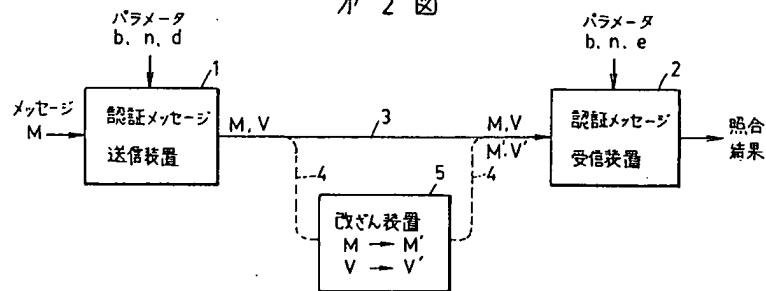 オ 2 図
パラメータ
b, n, d
パラメータ
b, n, e
1
2
メッセージ
M
認証メッセージ
送信装置
M, V
3
M, V
M', V'
認証メッセージ
受信装置
照合
結果
4
4
5
改ざん装置
M → M'
V → V'